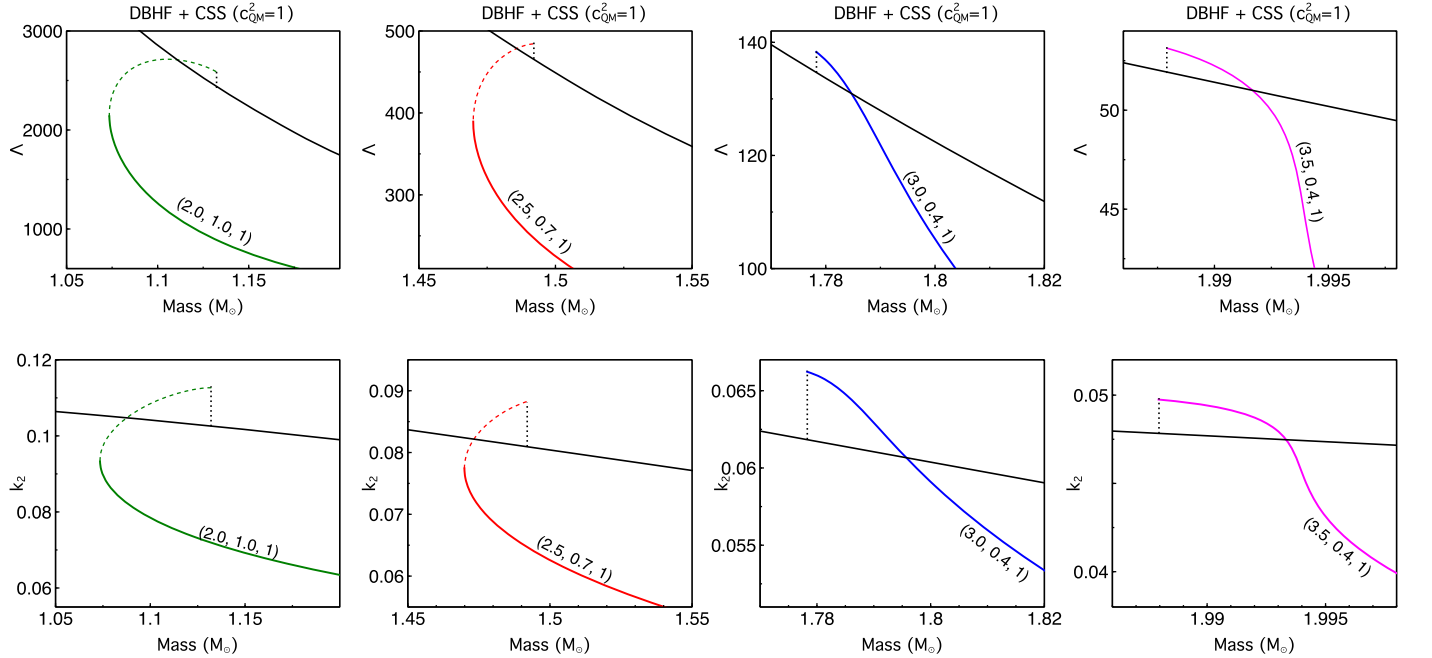 DBHF + CSS (c²QM=1)
DBHF + CSS (c²QM=1)
DBHF + CSS (c²QM=1)
DBHF + CSS (c²QM=1)
3000
2000
1000
Λ
(2.0, 1.0, 1)
1.05
1.1
1.15
Mass (M☉)
500
400
300
Λ
(2.5, 0.7, 1)
1.45
1.5
1.55
Mass (M☉)
140
120
100
Λ
(3.0, 0.4, 1)
1.78
1.8
1.82
Mass (M☉)
50
45
Λ
(3.5, 0.4, 1)
1.99
1.995
Mass (M☉)
0.12
0.1
0.08
0.06
k₂
(2.0, 1.0, 1)
1.05
1.1
1.15
Mass (M☉)
0.09
0.08
0.07
0.06
k₂
(2.5, 0.7, 1)
1.45
1.5
1.55
Mass (M☉)
0.065
0.06
0.055
k₂
(3.0, 0.4, 1)
1.78
1.8
1.82
Mass (M☉)
0.05
0.04
k₂
(3.5, 0.4, 1)
1.99
1.995
Mass (M☉)